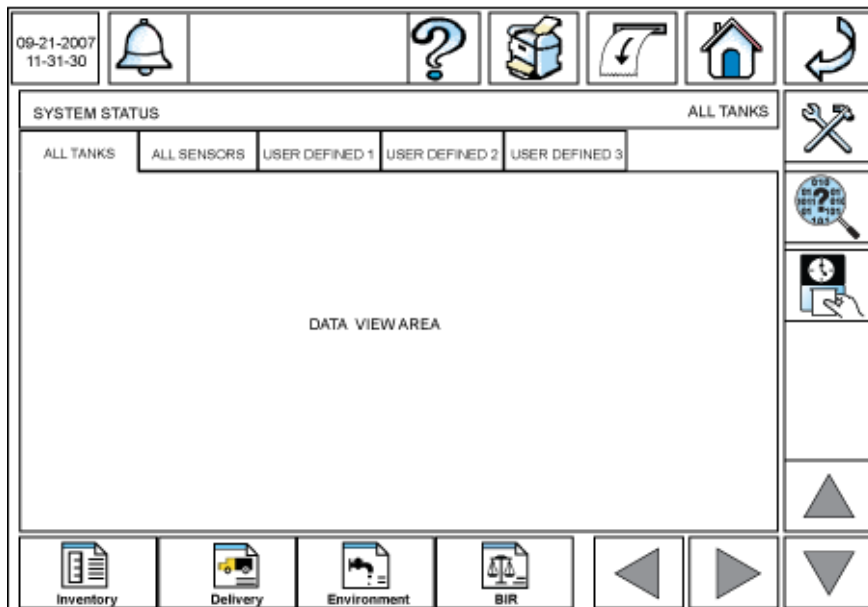 09-21-2007
11-31-30
SYSTEM STATUS
ALL TANKS
ALL TANKS
ALL SENSORS
USER DEFINED 1
USER DEFINED 2
USER DEFINED 3
DATA VIEW AREA
Inventory
Delivery
Environment
BIR